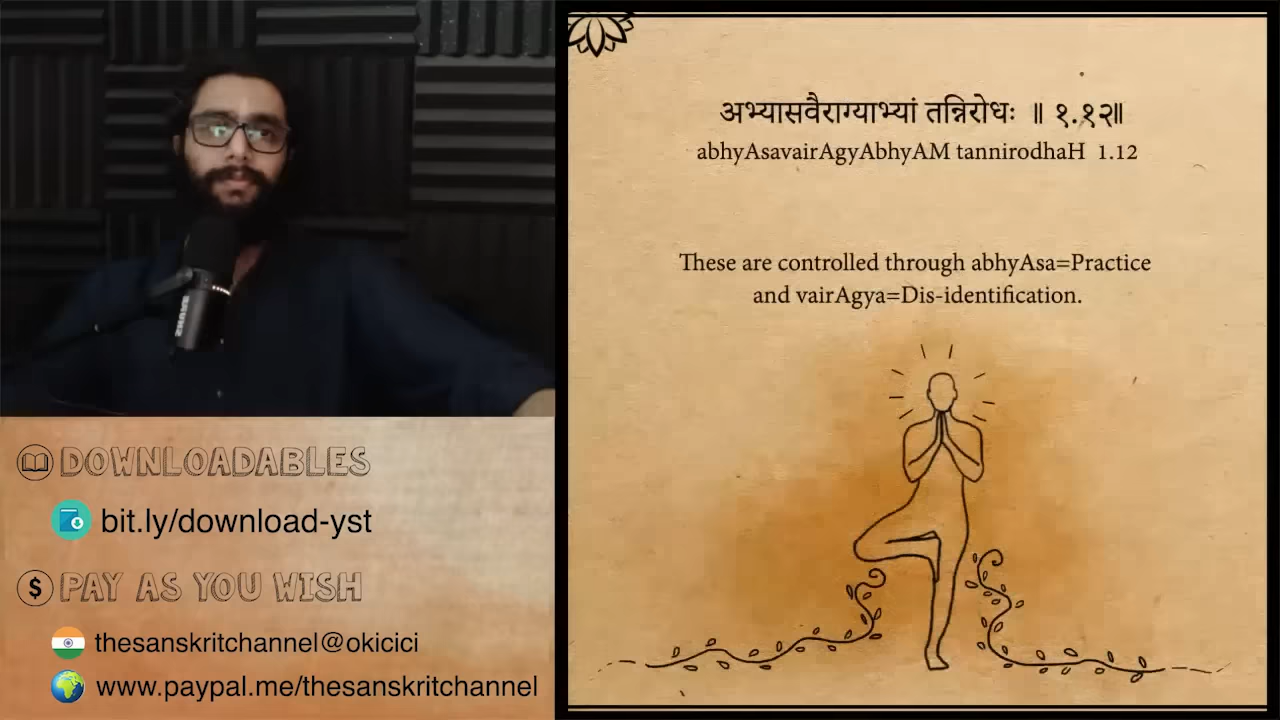 अभ्यासवैराग्याभ्यां तन्निरोधः ॥ १.१२॥
abhyAsavairAgyAbhyAM tannirodhaH 1.12
These are controlled through abhyAsa=Practice
and vairAgya=Dis-identification.
DOWNLOADABLES
bit.ly/download-yst
$ PAY AS YOU WISH
thesanskritchannel@okicici
www.paypal.me/thesanskritchannel